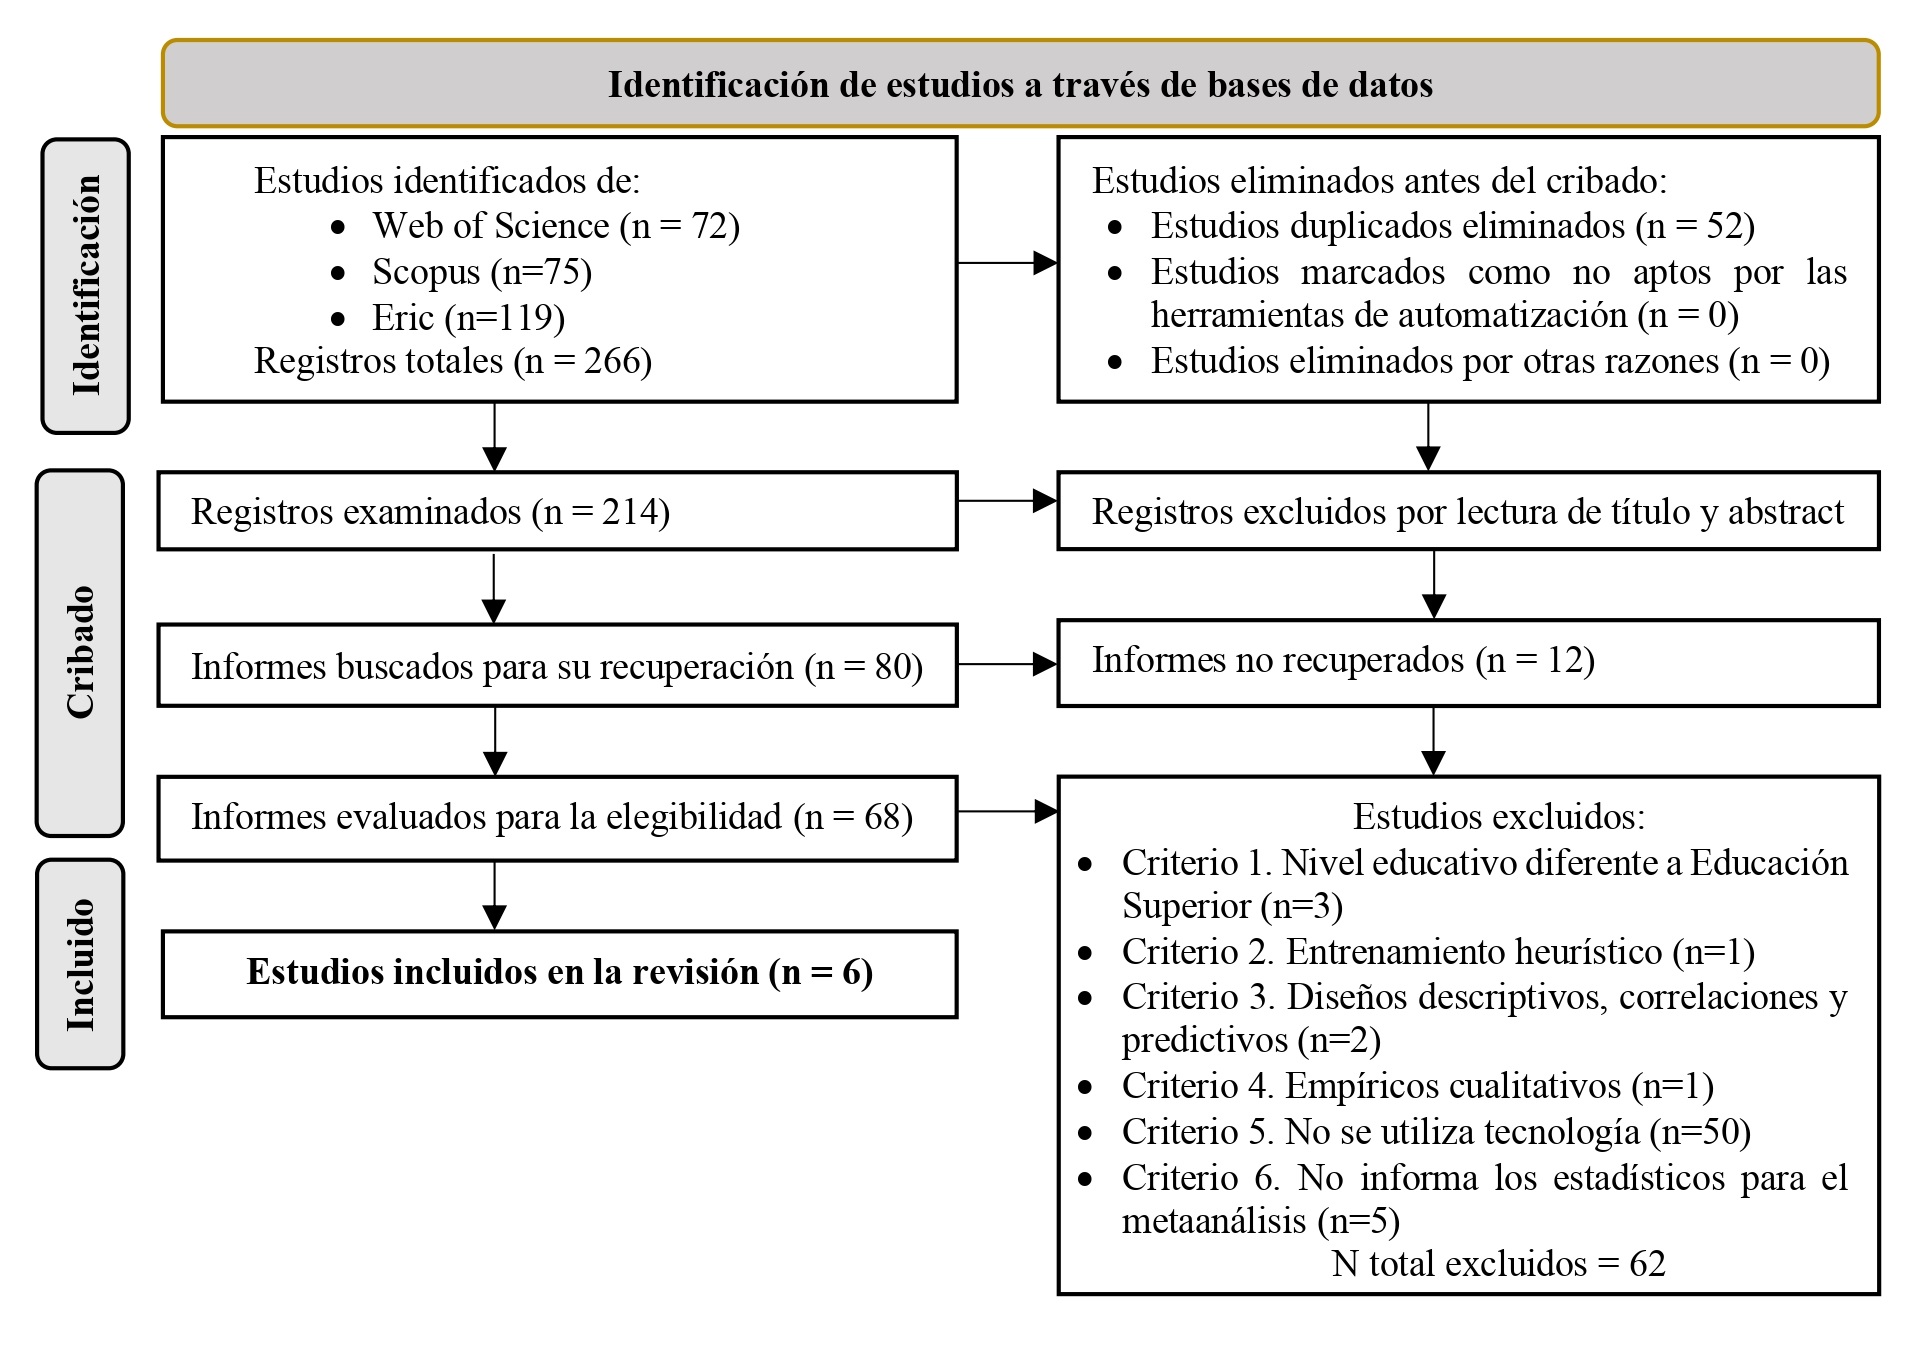 Identificación de estudios a través de bases de datos
Identificación
Estudios identificados de:
• Web of Science (n = 72)
• Scopus (n=75)
• Eric (n=119)
Registros totales (n = 266)
Estudios eliminados antes del cribado:
• Estudios duplicados eliminados (n = 52)
• Estudios marcados como no aptos por las
herramientas de automatización (n = 0)
• Estudios eliminados por otras razones (n = 0)
Cribado
Registros examinados (n = 214)
Registros excluidos por lectura de título y abstract
Informes buscados para su recuperación (n = 80)
Informes no recuperados (n = 12)
Informes evaluados para la elegibilidad (n = 68)
Estudios excluidos:
• Criterio 1. Nivel educativo diferente a Educación
Superior (n=3)
• Criterio 2. Entrenamiento heurístico (n=1)
• Criterio 3. Diseños descriptivos, correlaciones y
predictivos (n=2)
• Criterio 4. Empíricos cualitativos (n=1)
• Criterio 5. No se utiliza tecnología (n=50)
• Criterio 6. No informa los estadísticos para el
metaanálisis (n=5)
N total excluidos = 62
Incluido
Estudios incluidos en la revisión (n = 6)